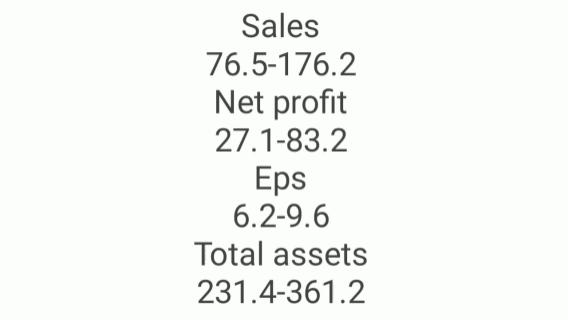 Sales
76.5-176.2
Net profit
27.1-83.2
Eps
6.2-9.6
Total assets
231.4-361.2